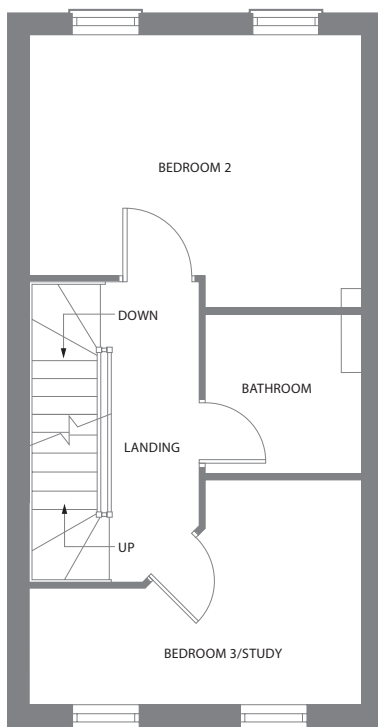 BEDROOM 2
DOWN
BATHROOM
LANDING
UP
BEDROOM 3/STUDY